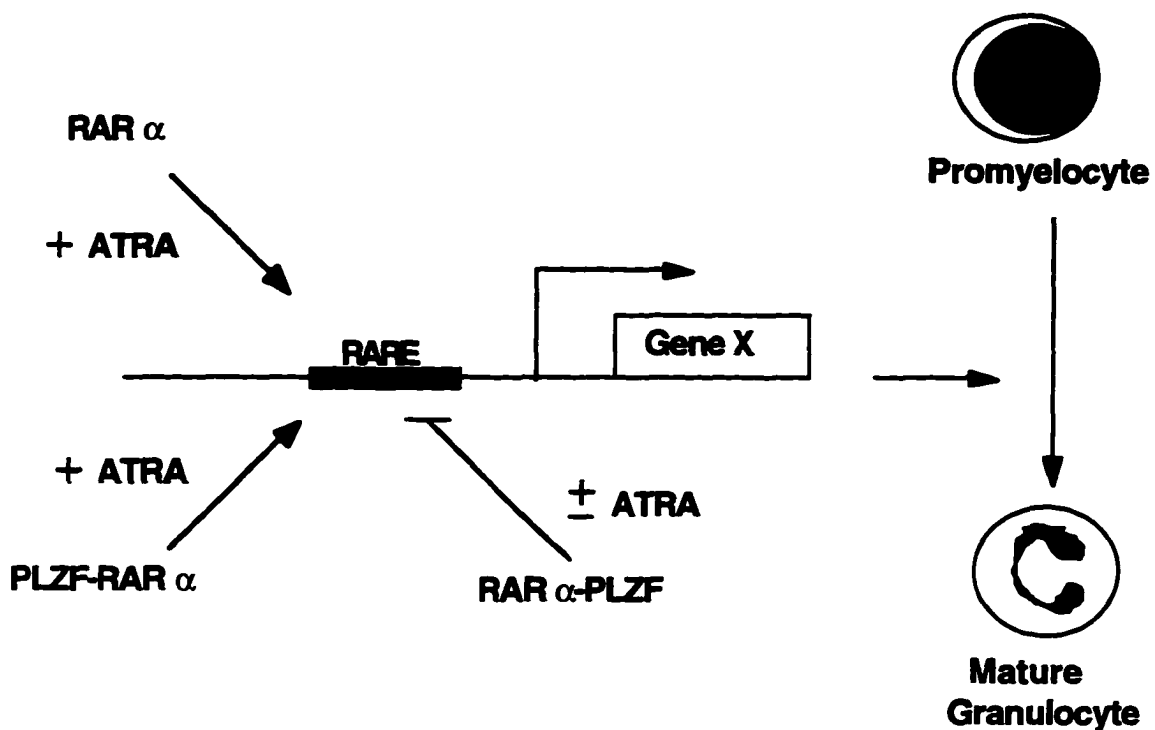 RAR α
+ ATRA
RARE
Gene X
+ ATRA
PLZF-RAR α
± ATRA
RAR α-PLZF
Promyelocyte
Mature
Granulocyte